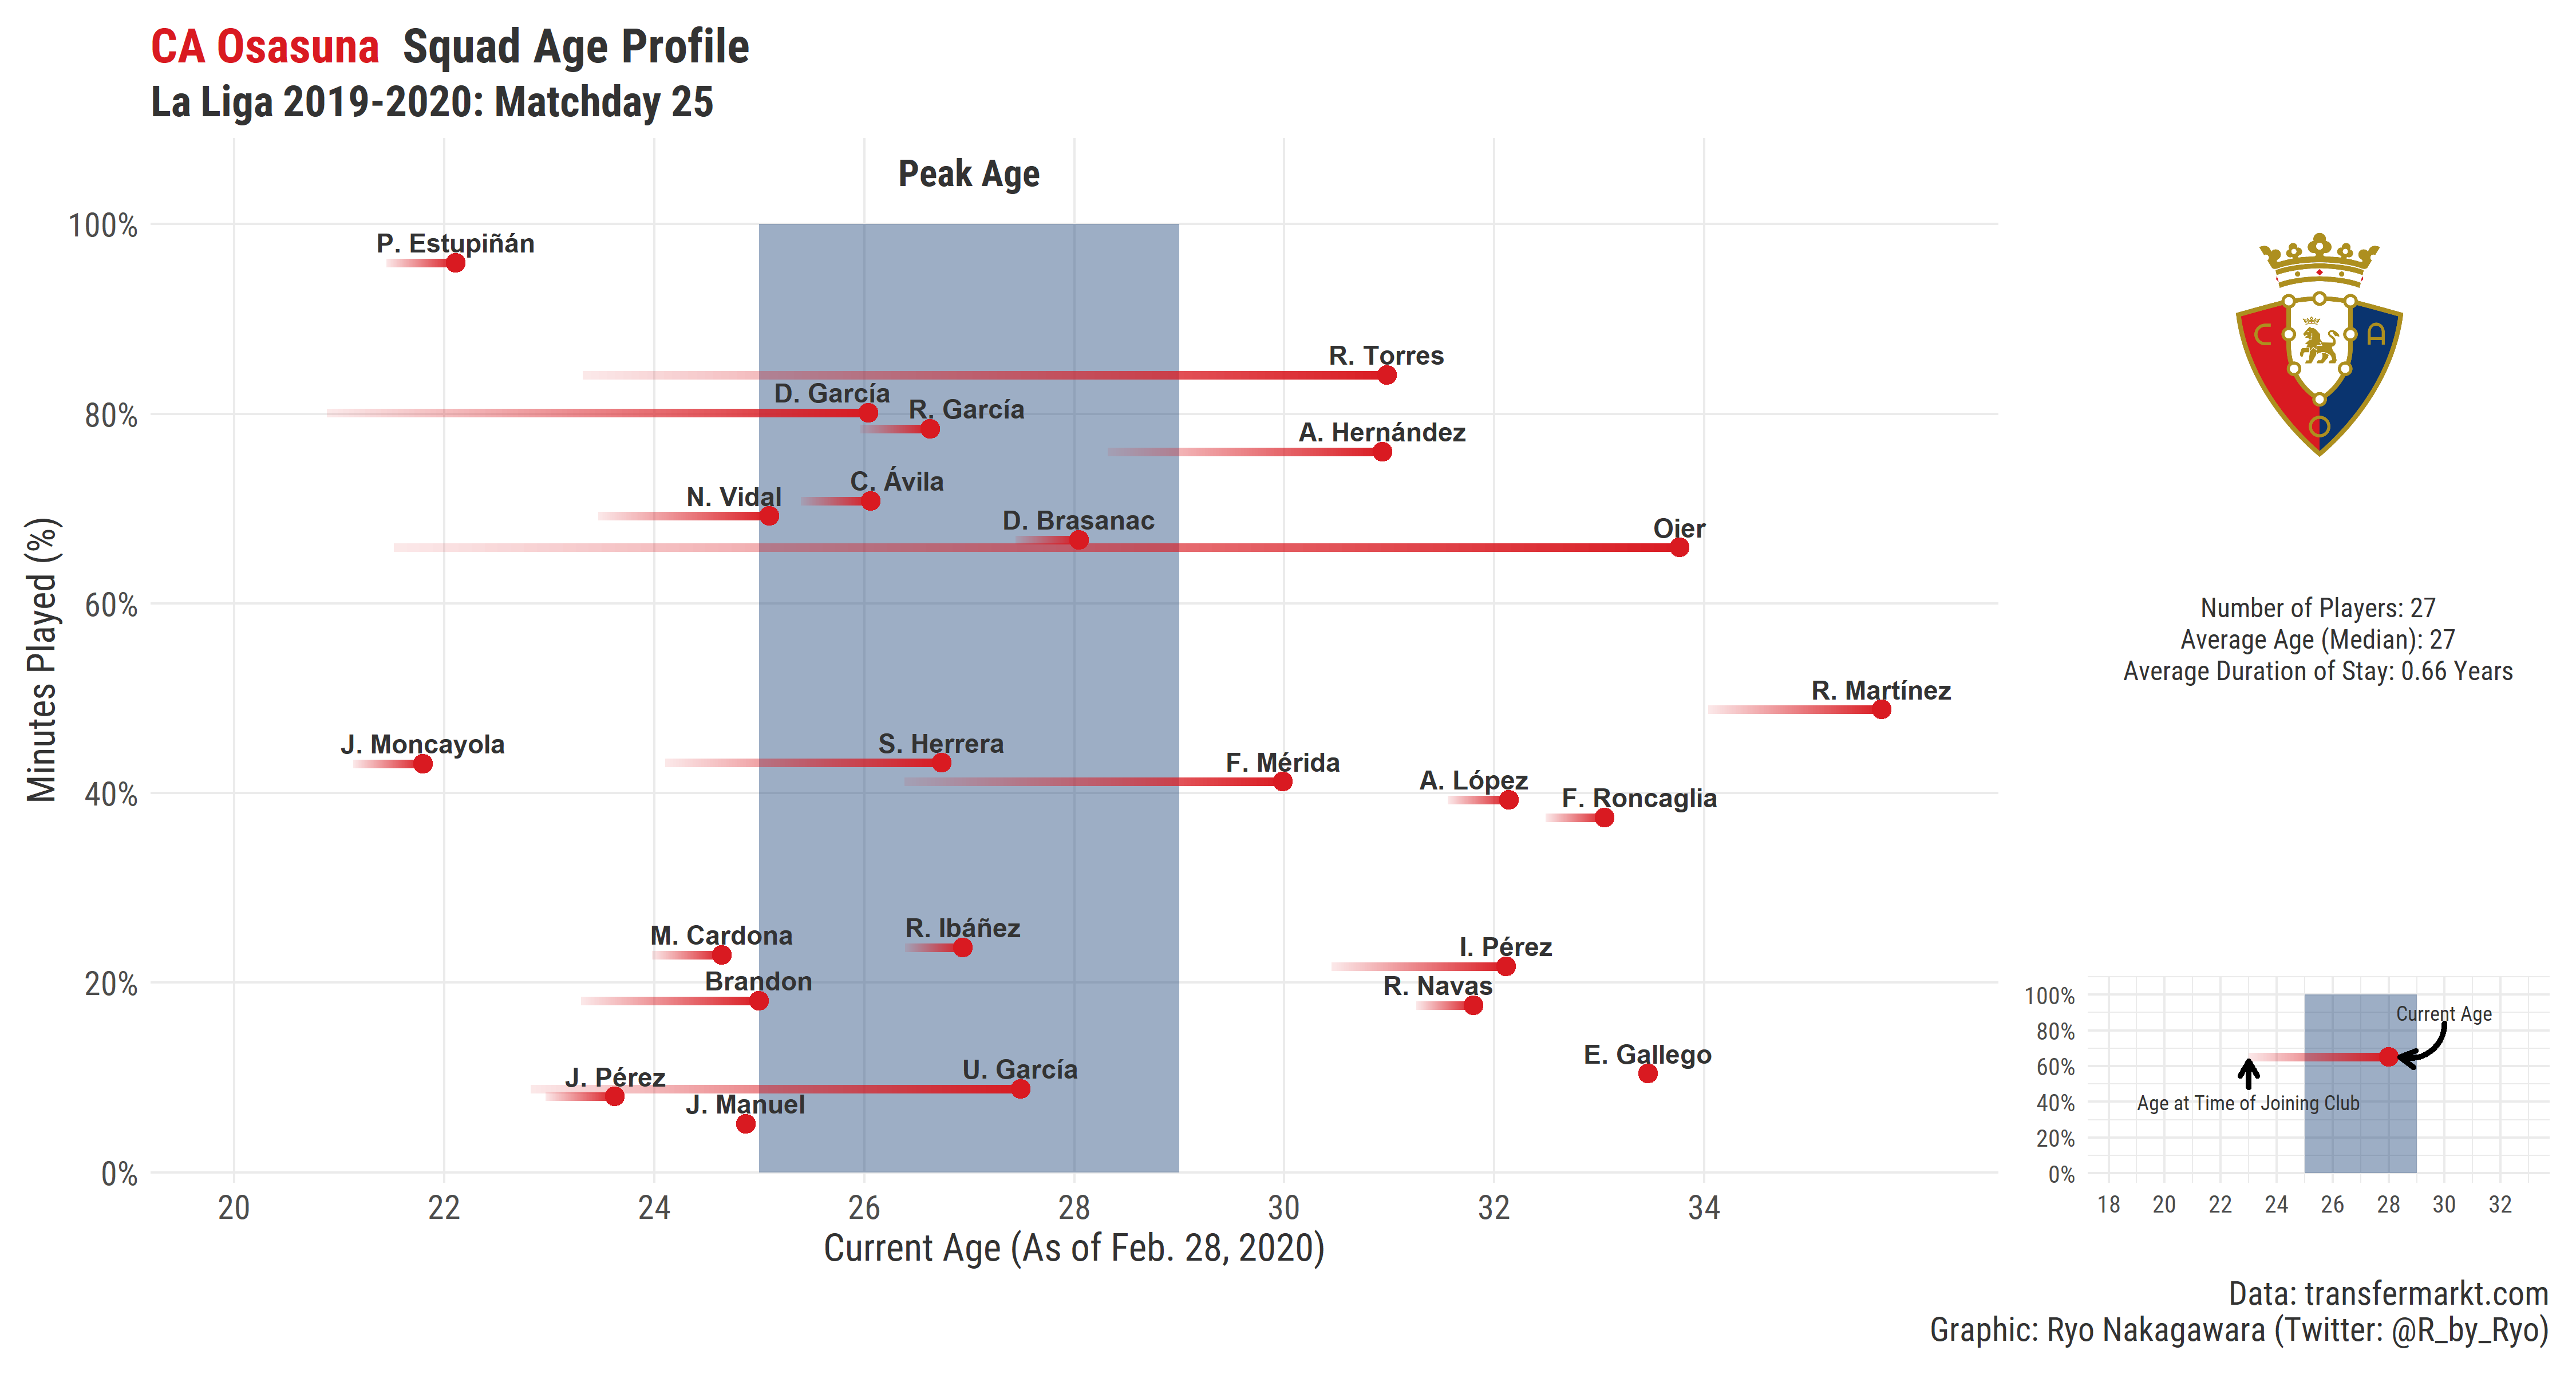 CA Osasuna Squad Age Profile
La Liga 2019-2020: Matchday 25
Peak Age
Minutes Played (%)
100%
80%
60%
40%
20%
0%
P. Estupiñán
R. Torres
D. García
R. García
A. Hernández
C. Ávila
N. Vidal
D. Brasanac
Oier
R. Martínez
J. Moncayola
S. Herrera
F. Mérida
A. López
F. Roncaglia
M. Cardona
R. Ibáñez
I. Pérez
Brandon
R. Navas
E. Gallego
U. García
J. Pérez
J. Manuel
20 22 24 26 28 30 32 34
Current Age (As of Feb. 28, 2020)
C A
O
Number of Players: 27
Average Age (Median): 27
Average Duration of Stay: 0.66 Years
100%
80%
60%
40%
20%
0%
Current Age
Age at Time of Joining Club
18 20 22 24 26 28 30 32
Data: transfermarkt.com
Graphic: Ryo Nakagawara (Twitter: @R_by_Ryo)